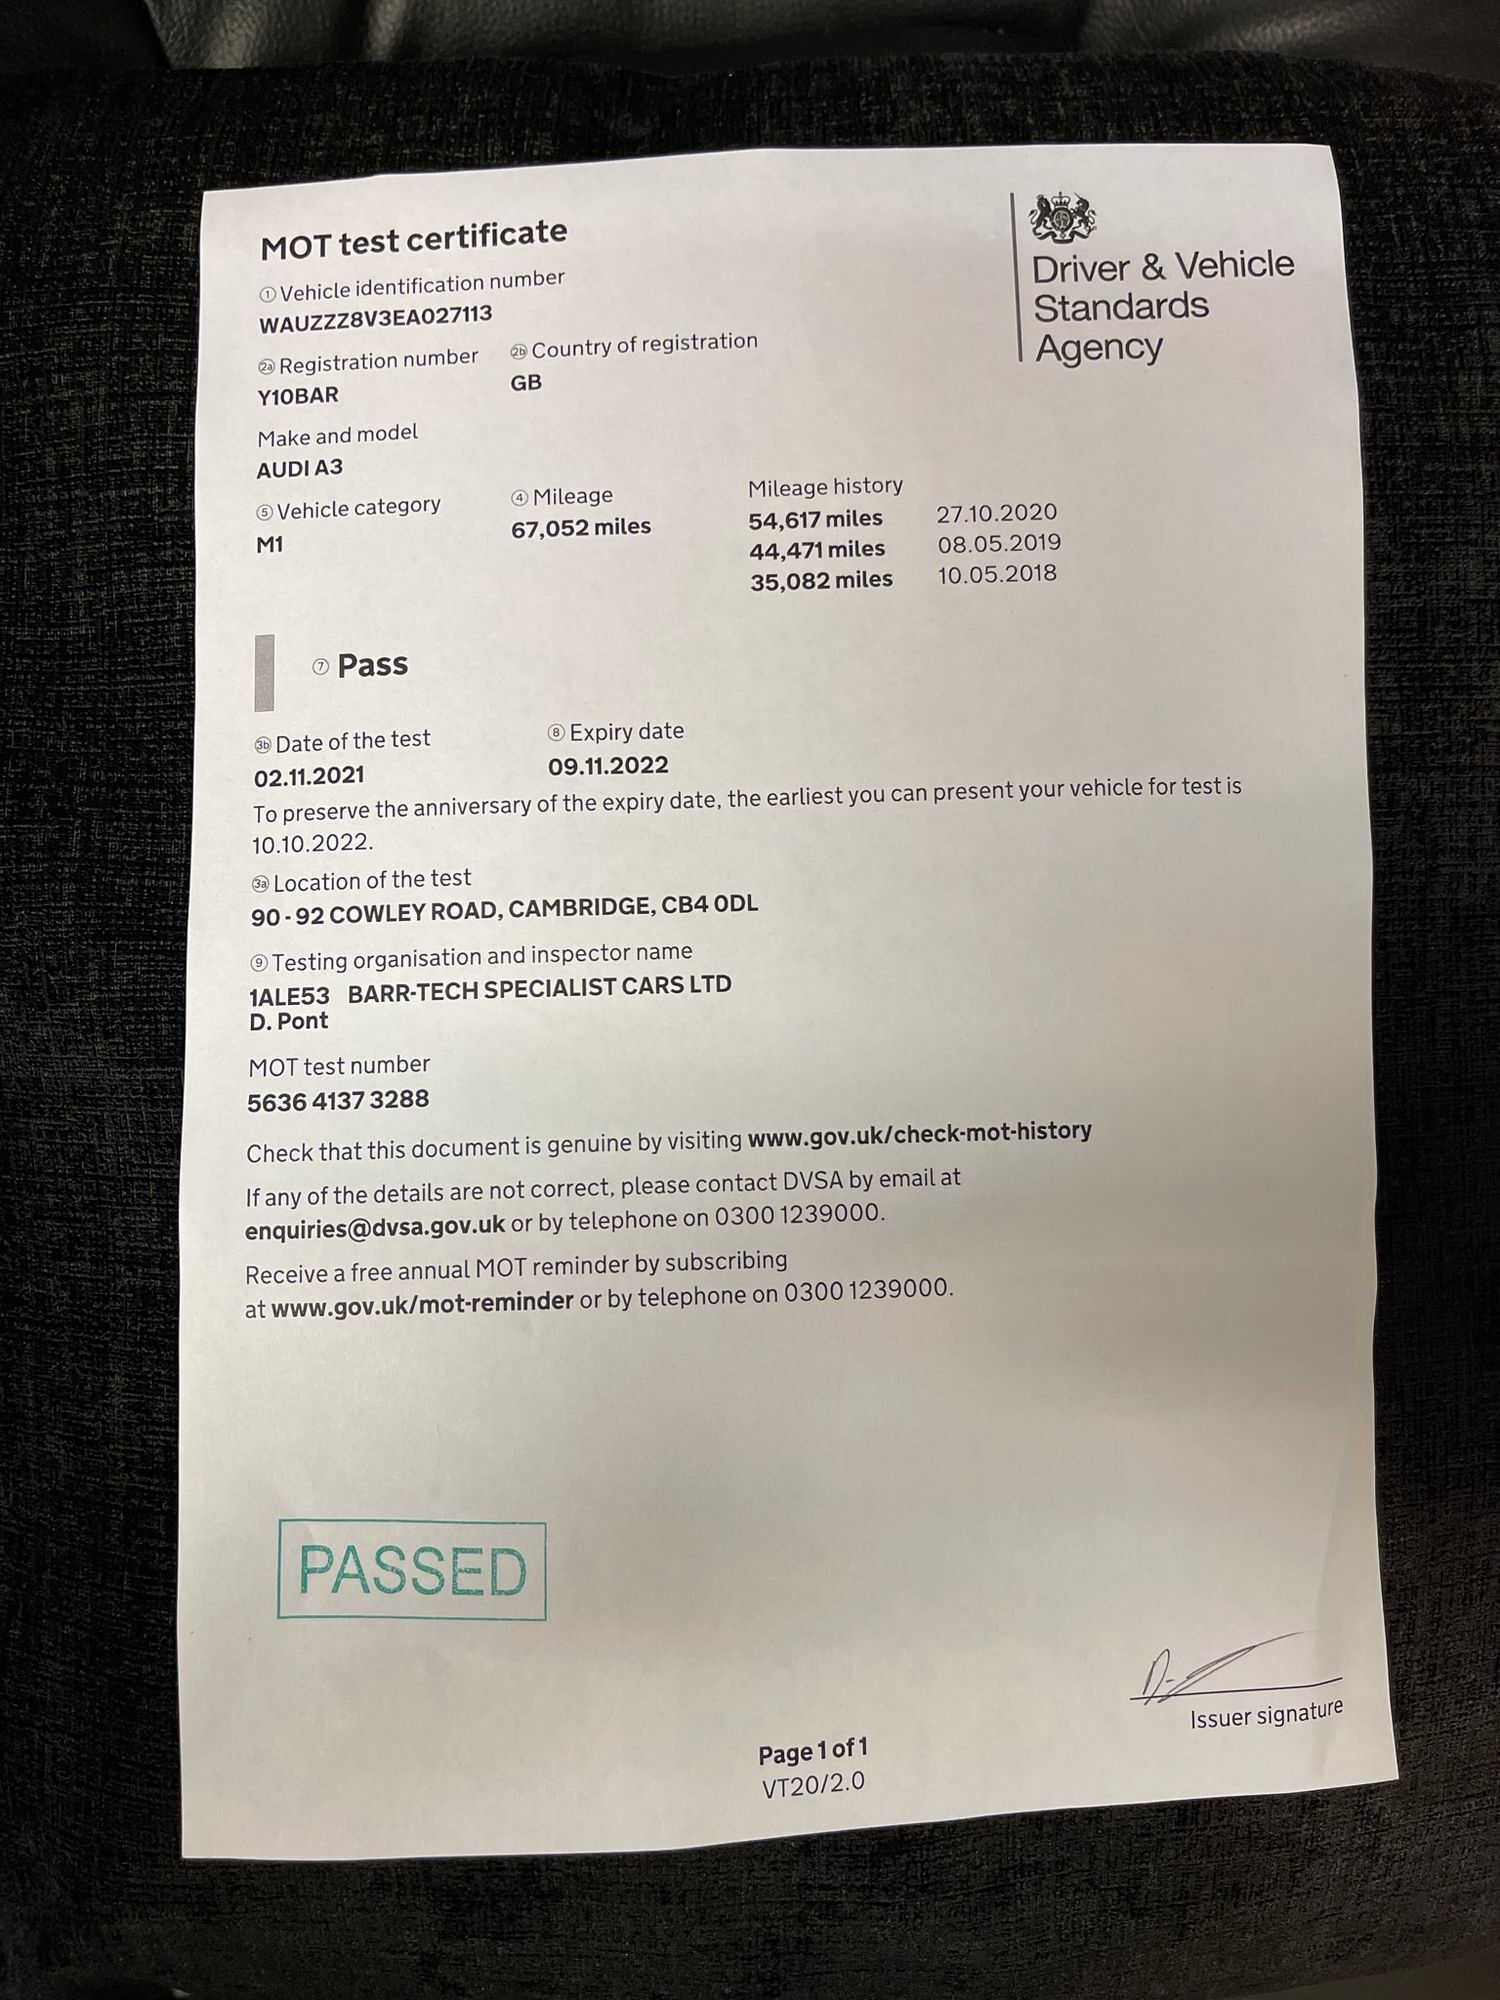 MOT test certificate
Driver & Vehicle
Standards
Agency
1 Vehicle identification number
WAUZZZ8V3EA027113
2a Registration number 2b Country of registration
Y10BAR GB
Make and model
AUDI A3
5 Vehicle category 4 Mileage Mileage history
M1 67,052 miles 54,617 miles 27.10.2020
44,471 miles 08.05.2019
35,082 miles 10.05.2018
7 Pass
3b Date of the test 8 Expiry date
02.11.2021 09.11.2022
To preserve the anniversary of the expiry date, the earliest you can present your vehicle for test is
10.10.2022.
3a Location of the test
90 - 92 COWLEY ROAD, CAMBRIDGE, CB4 0DL
9 Testing organisation and inspector name
1ALE53 BARR-TECH SPECIALIST CARS LTD
D. Pont
MOT test number
5636 4137 3288
Check that this document is genuine by visiting www.gov.uk/check-mot-history
If any of the details are not correct, please contact DVSA by email at
enquiries@dvsa.gov.uk or by telephone on 0300 1239000.
Receive a free annual MOT reminder by subscribing
at www.gov.uk/mot-reminder or by telephone on 0300 1239000.
PASSED
Issuer signature
Page 1 of 1
VT20/2.0